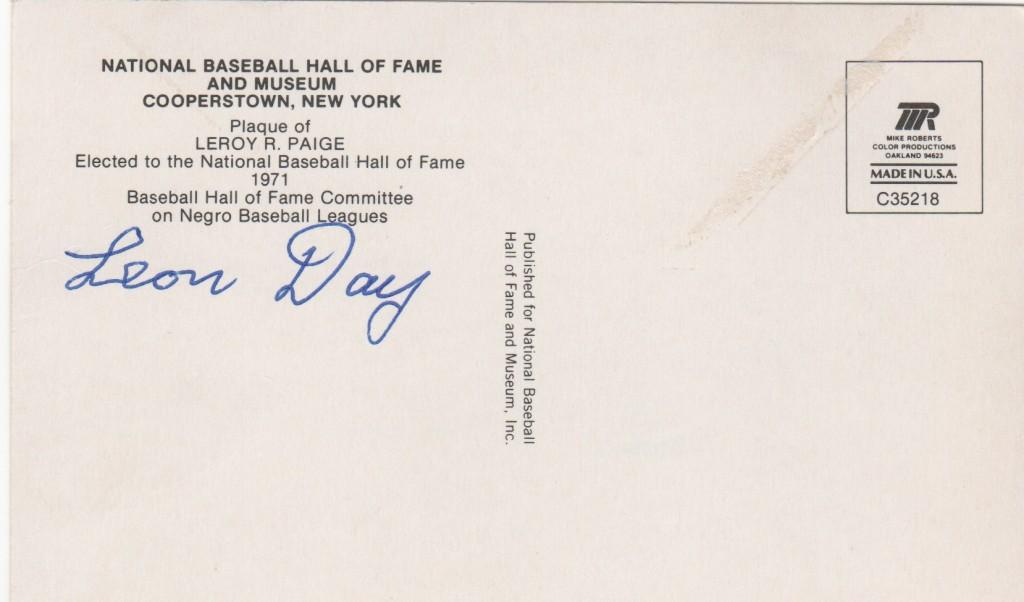 NATIONAL BASEBALL HALL OF FAME
AND MUSEUM
COOPERSTOWN, NEW YORK
Plaque of
LEROY R. PAIGE
Elected to the National Baseball Hall of Fame
1971
Baseball Hall of Fame Committee
on Negro Baseball Leagues
Leon Day
Published for National Baseball
Hall of Fame and Museum, Inc.
MR
MIKE ROBERTS
COLOR PRODUCTIONS
OAKLAND 94623
MADE IN U.S.A.
C35218